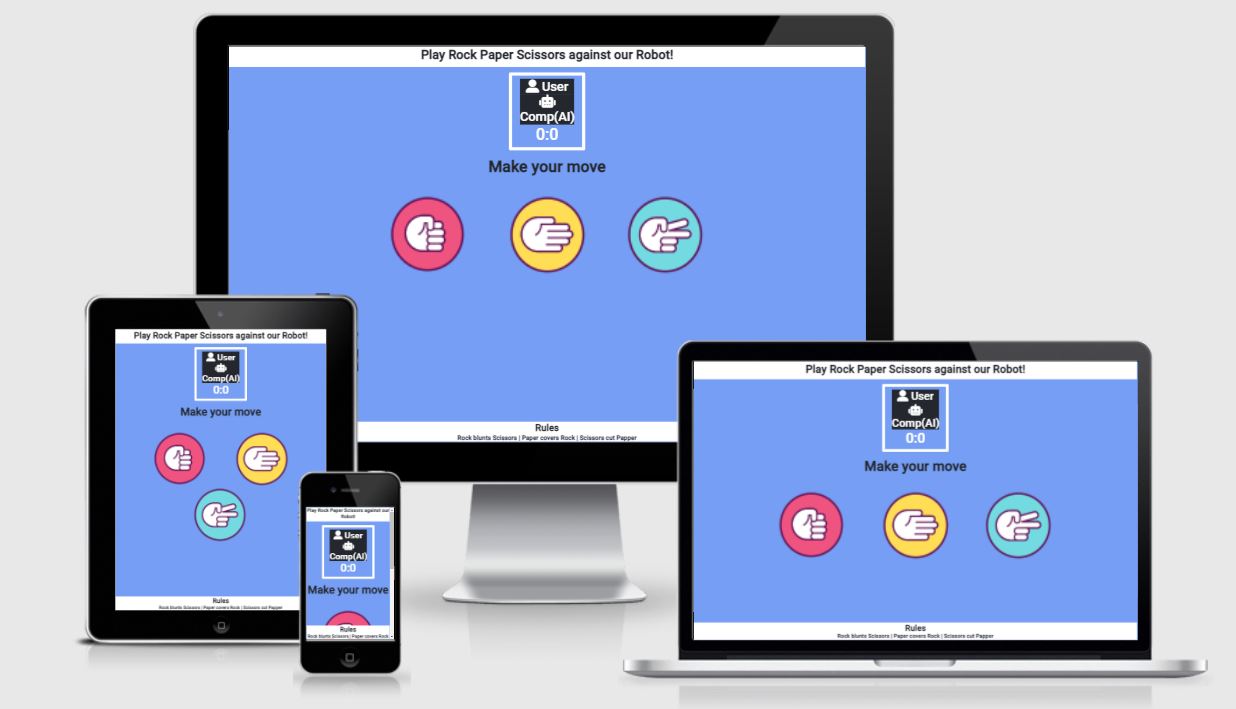 Play Rock Paper Scissors against our Robot!
User
Comp(AI)
0:0
Make your move
Rules
Rock blunts Scissors | Paper covers Rock | Scissors cut Papper
Play Rock Paper Scissors against our Robot!
User
Comp(AI)
0:0
Make your move
Rules
Rock blunts Scissors | Paper covers Rock | Scissors cut Papper
Play Rock Paper Scissors against our
Robot!
User
Comp(AI)
0:0
Make your move
Rules
Rock blunts Scissors | Paper covers Rock
Play Rock Paper Scissors against our Robot!
User
Comp(AI)
0:0
Make your move
Rules
Rock blunts Scissors | Paper covers Rock | Scissors cut Papper